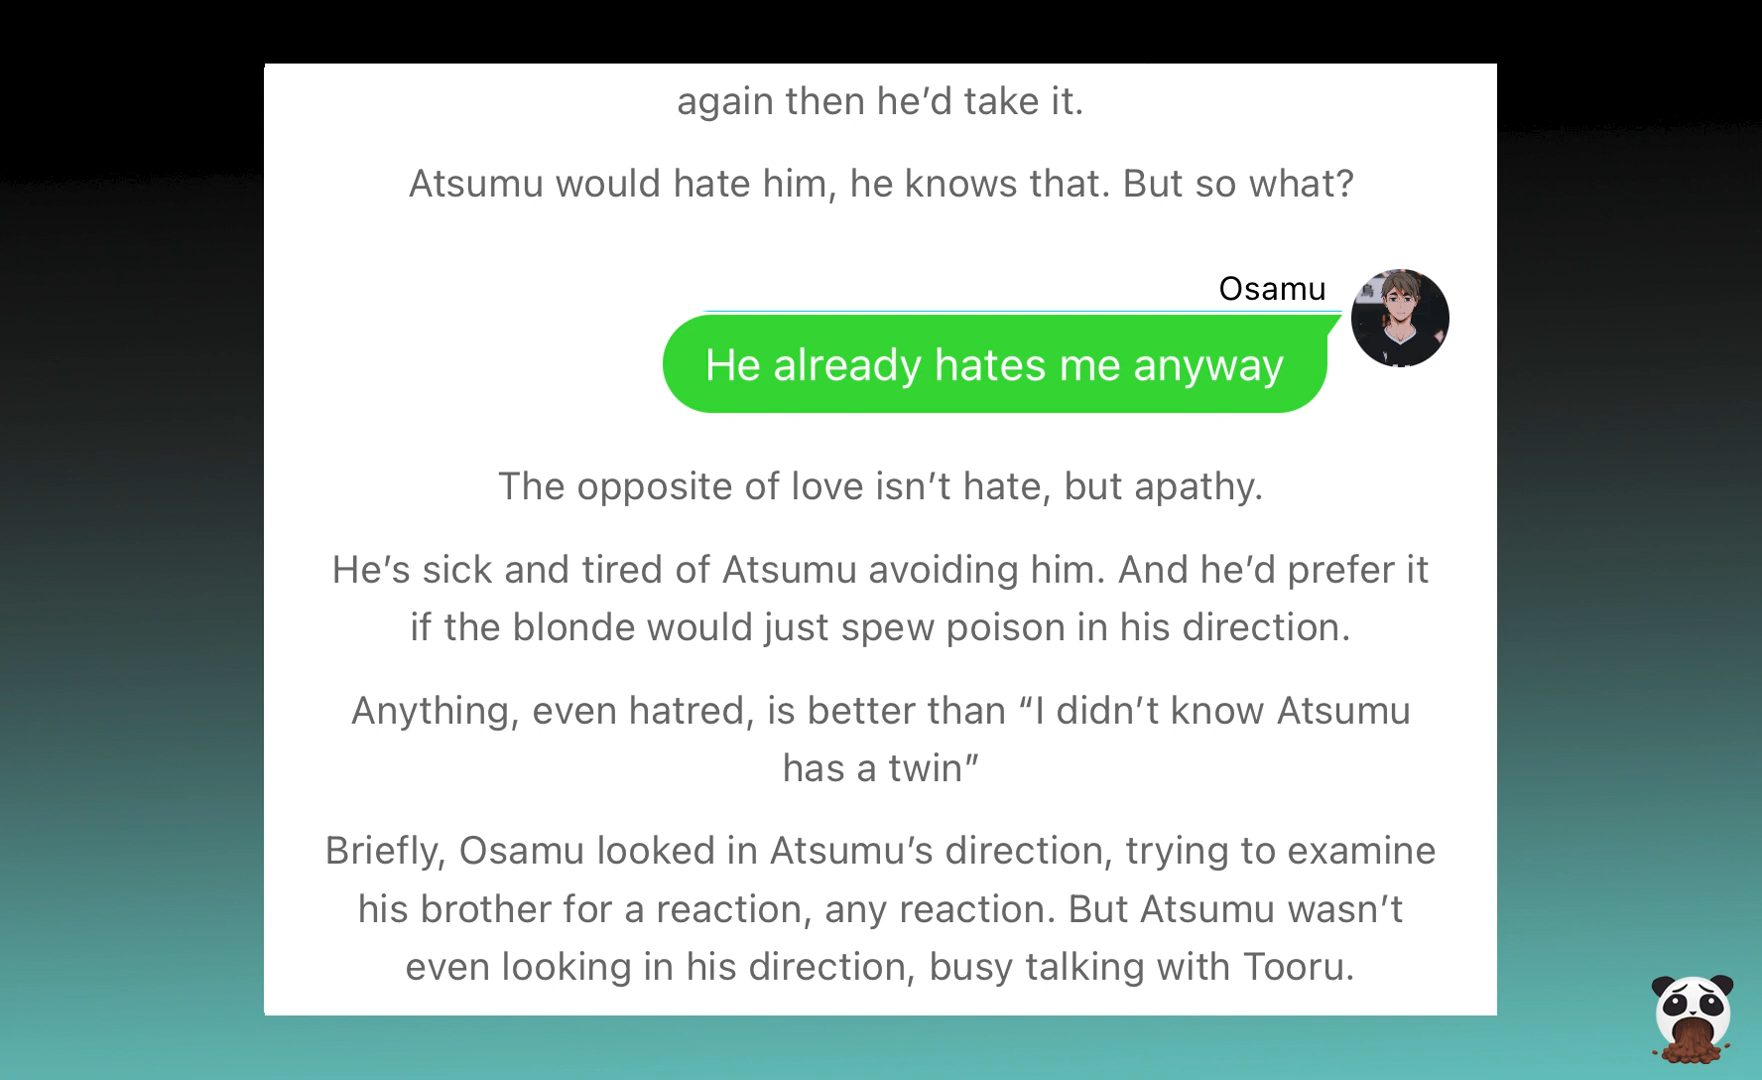 again then he’d take it.
Atsumu would hate him, he knows that. But so what?
Osamu
He already hates me anyway
The opposite of love isn’t hate, but apathy.
He’s sick and tired of Atsumu avoiding him. And he’d prefer it
if the blonde would just spew poison in his direction.
Anything, even hatred, is better than “I didn’t know Atsumu
has a twin”
Briefly, Osamu looked in Atsumu’s direction, trying to examine
his brother for a reaction, any reaction. But Atsumu wasn’t
even looking in his direction, busy talking with Tooru.